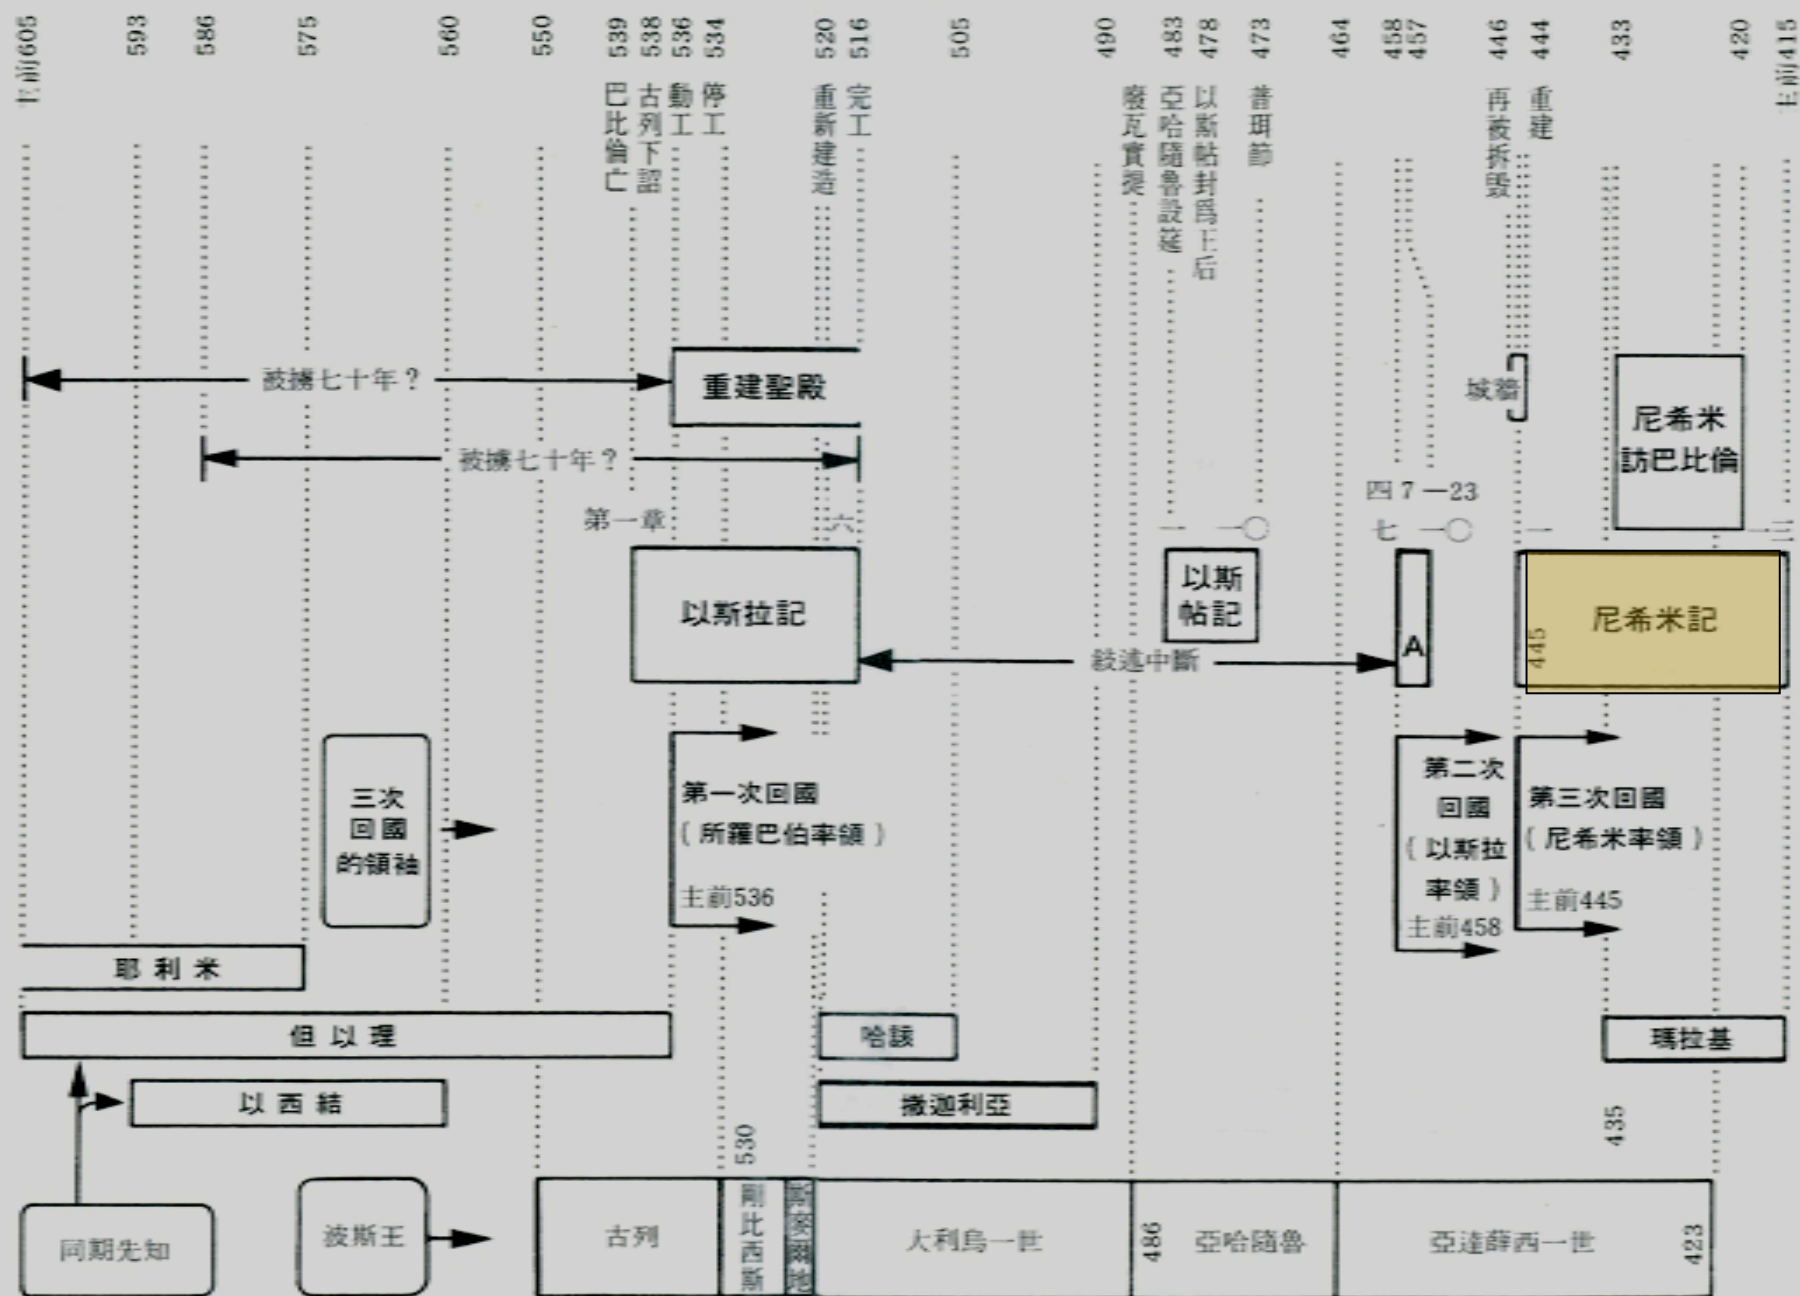 主前605
593
586
575
560
550
539
538
536
534
520
516
505
490
483
478
473
464
458
457
446
444
433
420
主前415
巴比倫亡
古列下詔
動工
停工
重新建造
完工
廢瓦實提
亞哈隨魯設筵
以斯帖封爲王后
普珥節
再被拆毀
重建
被擄七十年?
重建聖殿
城牆
尼希米
訪巴比倫
被擄七十年?
四7—23
第一章
六
一
一〇
七
一〇
一
一三
以斯拉記
以斯
帖記
A
445
尼希米記
敍述中斷
三次
回國
的領袖
第一次回國
(所羅巴伯率領)
主前536
第二次
回國
(以斯拉
率領)
主前458
第三次回國
(尼希米率領)
主前445
耶利米
但以理
哈該
瑪拉基
以西結
撒迦利亞
530
435
同期先知
波斯王
古列
剛比西斯
斯麥爾地
大利烏一世
486
亞哈隨魯
亞達薛西一世
423